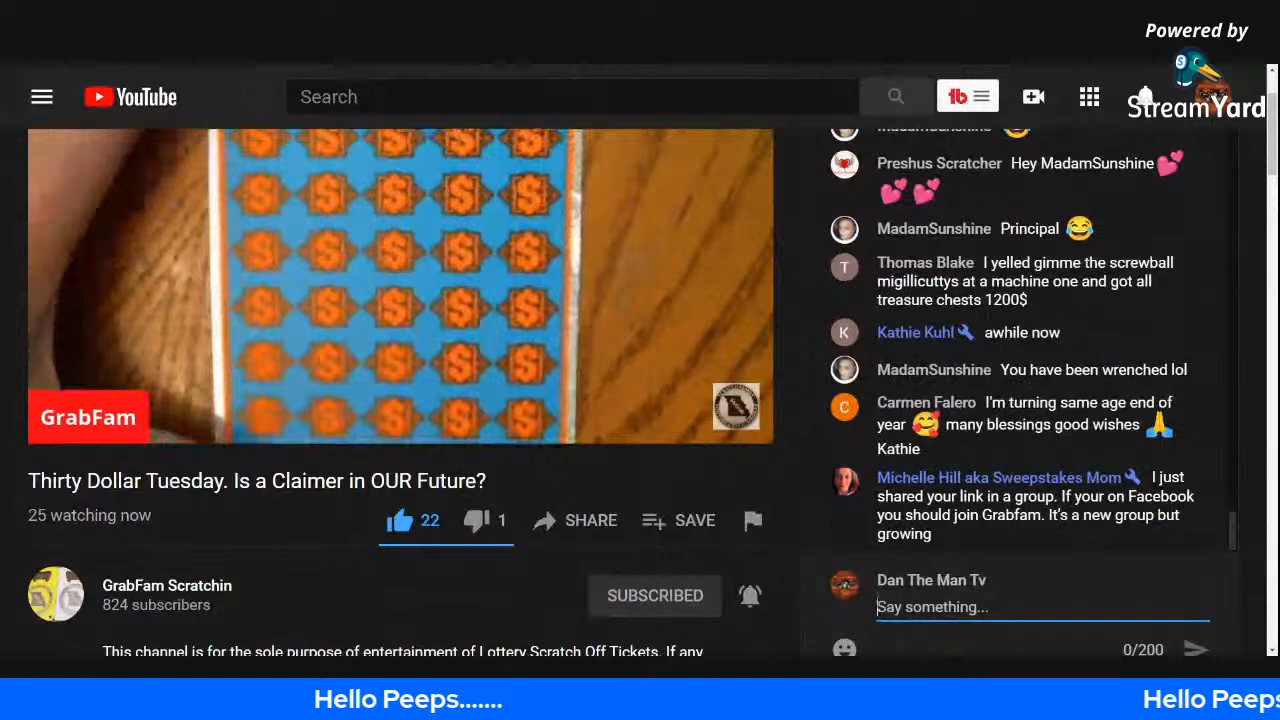 Powered by
StreamYard
YouTube
Search
tb
Preshus Scratcher Hey MadamSunshine💕
💕💕
MadamSunshine Principal 😂
T
Thomas Blake I yelled gimme the screwball
migillicuttys at a machine one and got all
treasure chests 1200$
K
Kathie Kuhl awhile now
MadamSunshine You have been wrenched lol
C
Carmen Falero I'm turning same age end of
year 🥰 many blessings good wishes 🙏
Kathie
Michelle Hill aka Sweepstakes Mom I just
shared your link in a group. If your on Facebook
you should join Grabfam. It's a new group but
growing
Dan The Man Tv
Say something...
0/200
GrabFam
Thirty Dollar Tuesday. Is a Claimer in OUR Future?
25 watching now
22
1
SHARE
SAVE
GrabFam Scratchin
824 subscribers
SUBSCRIBED
This channel is for the sole purpose of entertainment of Lottery Scratch Off Tickets. If any
Hello Peeps....... Hello Peeps